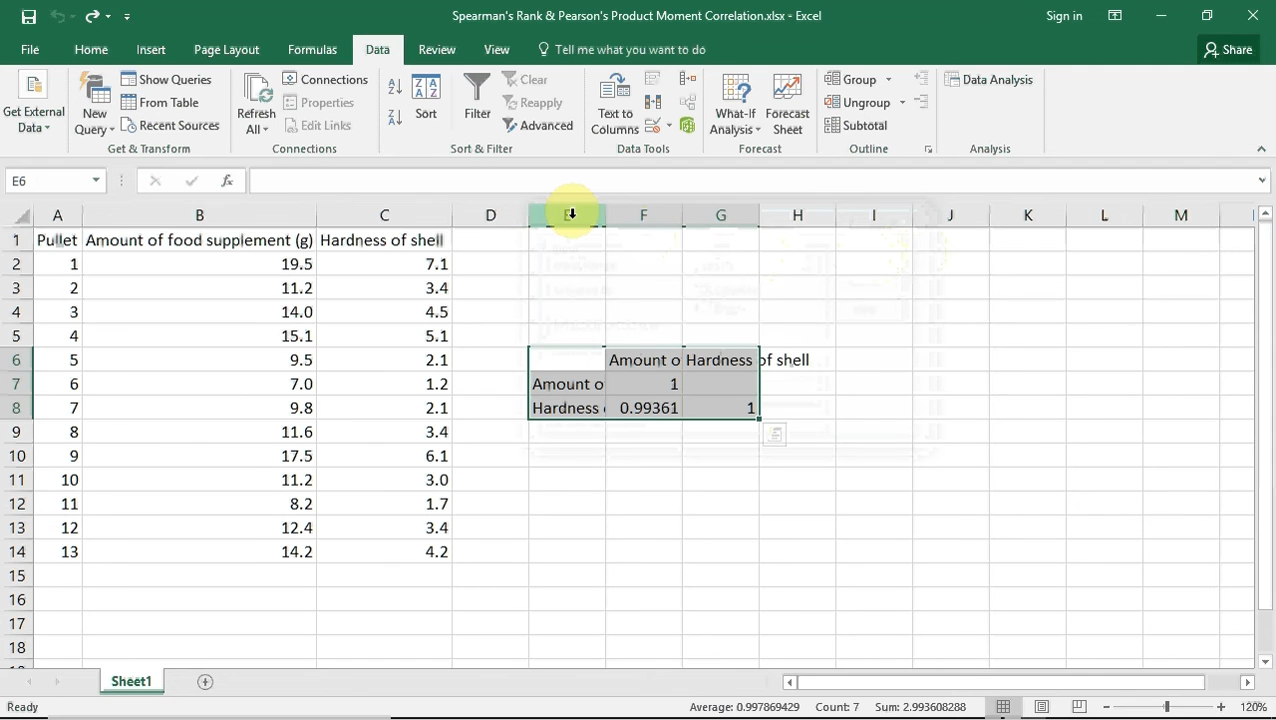 Spearman's Rank & Pearson's Product Moment Correlation.xlsx - Excel
Sign in
File Home Insert Page Layout Formulas Data Review View Tell me what you want to do Share
Get External Data
New Query
Show Queries
From Table
Recent Sources
Get & Transform
Refresh All
Connections
Properties
Edit Links
Connections
Sort
Filter
Clear
Reapply
Advanced
Sort & Filter
Text to Columns
Data Tools
What-If Analysis
Forecast Sheet
Forecast
Group
Ungroup
Subtotal
Outline
Data Analysis
Analysis
E6
fx
A B C D E F G H I J K L M
1 Pullet Amount of food supplement (g) Hardness of shell
2 1 19.5 7.1
3 2 11.2 3.4
4 3 14.0 4.5
5 4 15.1 5.1
6 5 9.5 2.1 Amount o Hardness of shell
7 6 7.0 1.2 Amount o 1
8 7 9.8 2.1 Hardness 0.99361 1
9 8 11.6 3.4
10 9 17.5 6.1
11 10 11.2 3.0
12 11 8.2 1.7
13 12 12.4 3.4
14 13 14.2 4.2
15
16
17
18
Sheet1
Ready Average: 0.997869429 Count: 7 Sum: 2.993608288 120%